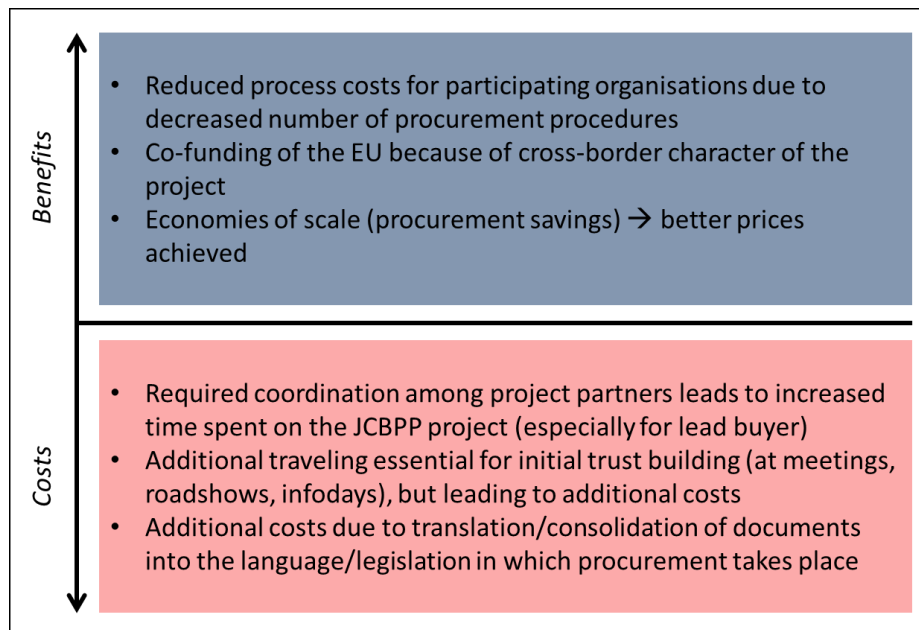 Benefits
• Reduced process costs for participating organisations due to
decreased number of procurement procedures
• Co-funding of the EU because of cross-border character of the
project
• Economies of scale (procurement savings) → better prices
achieved
Costs
• Required coordination among project partners leads to increased
time spent on the JCBPP project (especially for lead buyer)
• Additional traveling essential for initial trust building (at meetings,
roadshows, infodays), but leading to additional costs
• Additional costs due to translation/consolidation of documents
into the language/legislation in which procurement takes place